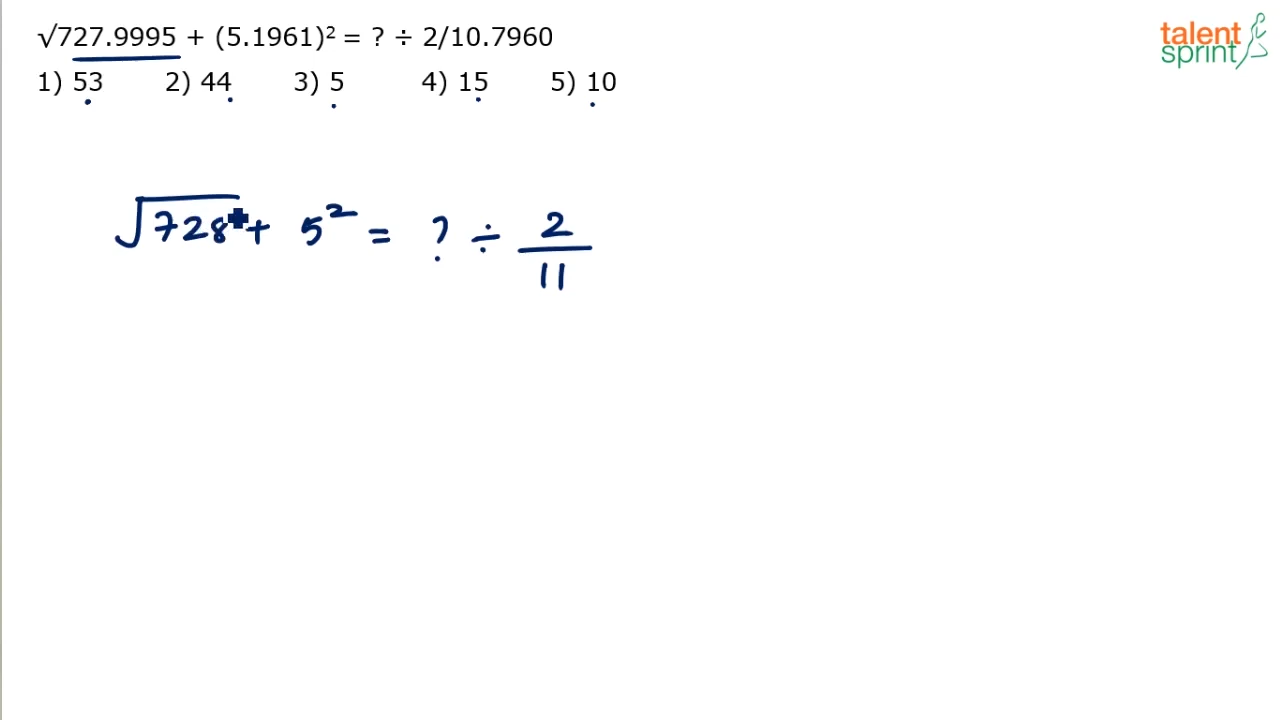 √727.9995 + (5.1961)² = ? ÷ 2/10.7960
talent
sprint
1) 53 2) 44 3) 5 4) 15 5) 10
√728 + 5² = ? ÷ 2/11